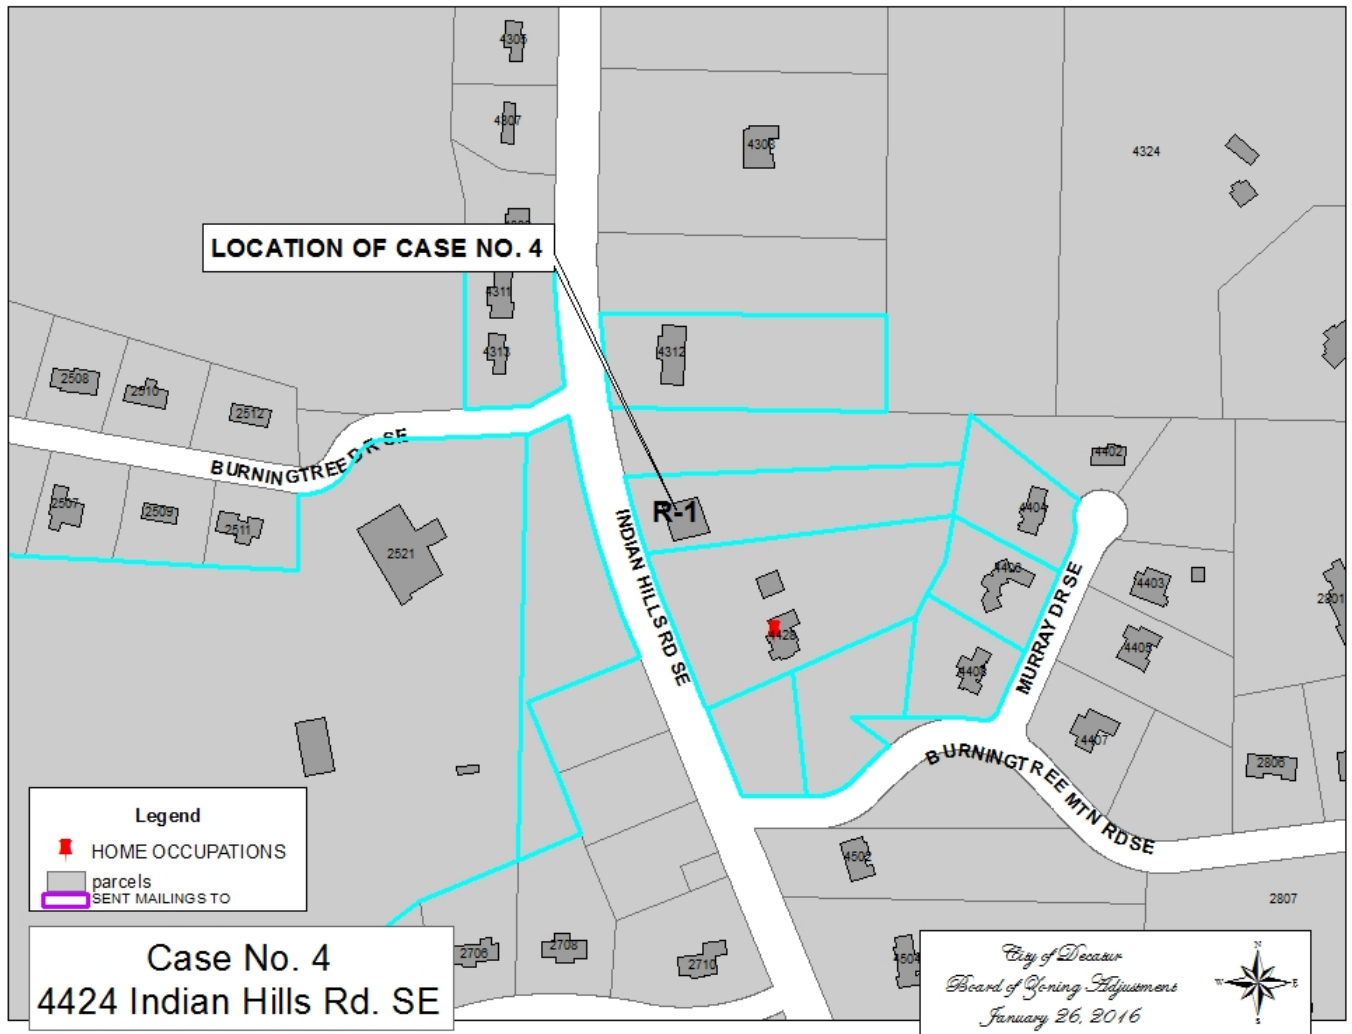 4305
4307
4308
4324
LOCATION OF CASE NO. 4
4311
4313
4312
2508
2510
2512
BURNINGTREE DR SE
4402
2507
2509
2511
R-1
4404
2521
INDIAN HILLS RD SE
4403
2801
4428
4405
4408
MURRAY DR SE
4407
BURNINGTREE MTN RD SE
2806
4502
2807
Legend
HOME OCCUPATIONS
parcels
SENT MAILINGS TO
2706
2708
2710
4504
Case No. 4
4424 Indian Hills Rd. SE
City of Decatur
Board of Zoning Adjustment
January 26, 2016
N
W
E
S